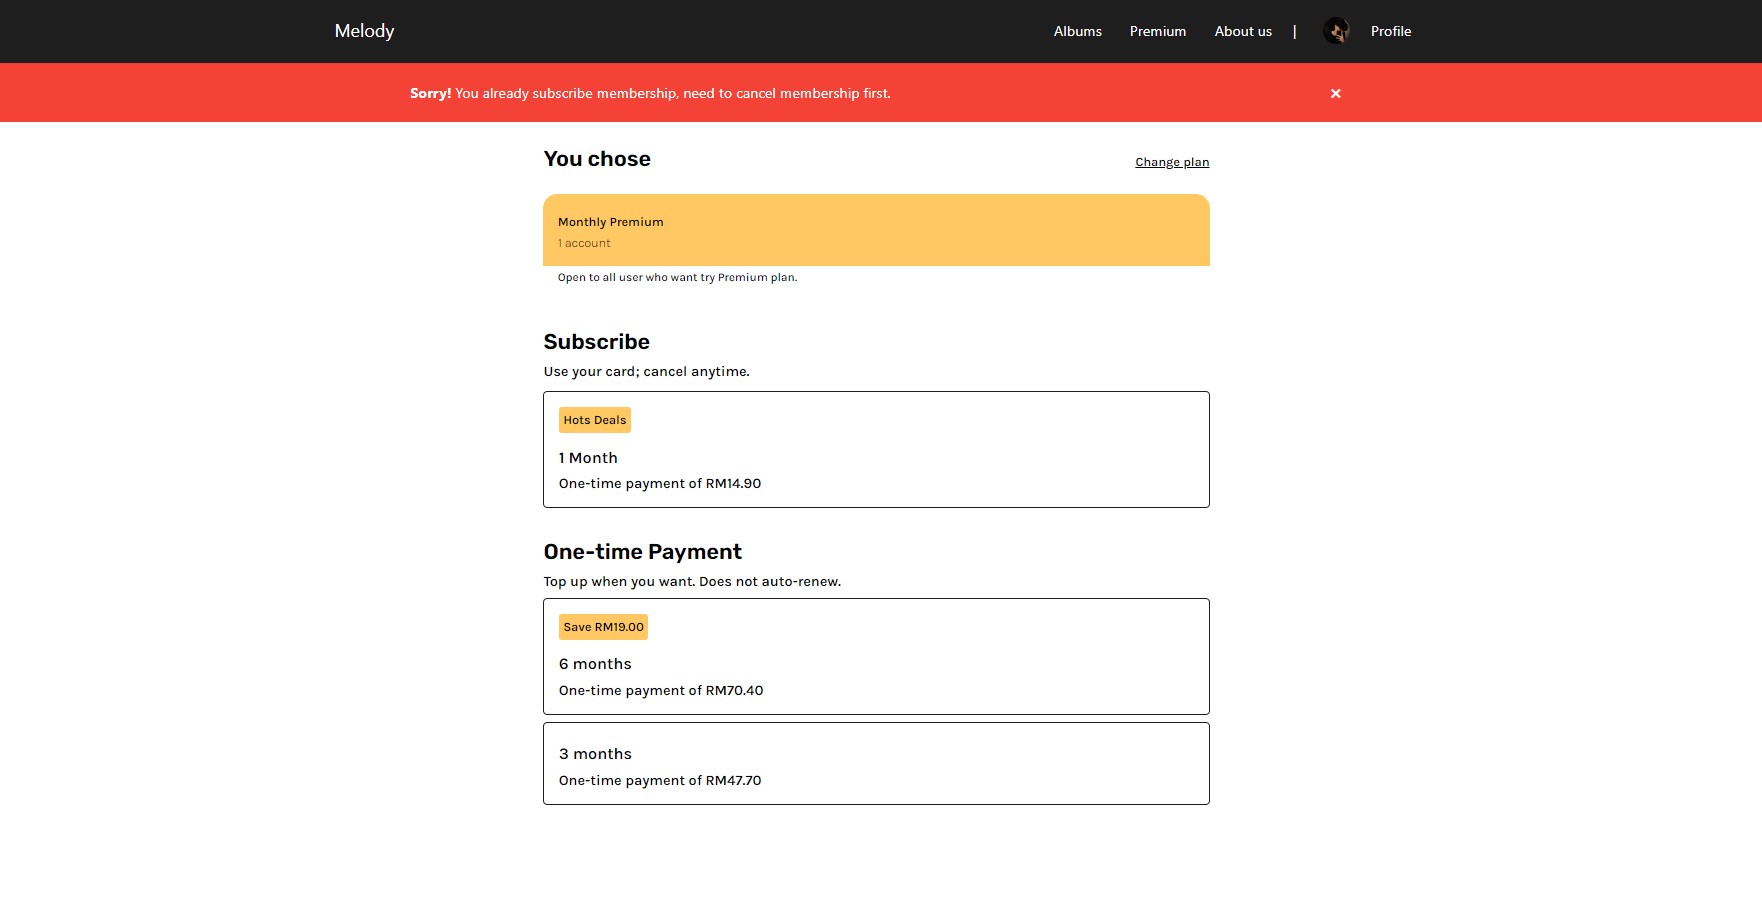 Melody
Albums Premium About us | Profile
Sorry! You already subscribe membership, need to cancel membership first. ×
You chose
Change plan
Monthly Premium
1 account
Open to all user who want try Premium plan.
Subscribe
Use your card; cancel anytime.
Hots Deals
1 Month
One-time payment of RM14.90
One-time Payment
Top up when you want. Does not auto-renew.
Save RM19.00
6 months
One-time payment of RM70.40
3 months
One-time payment of RM47.70